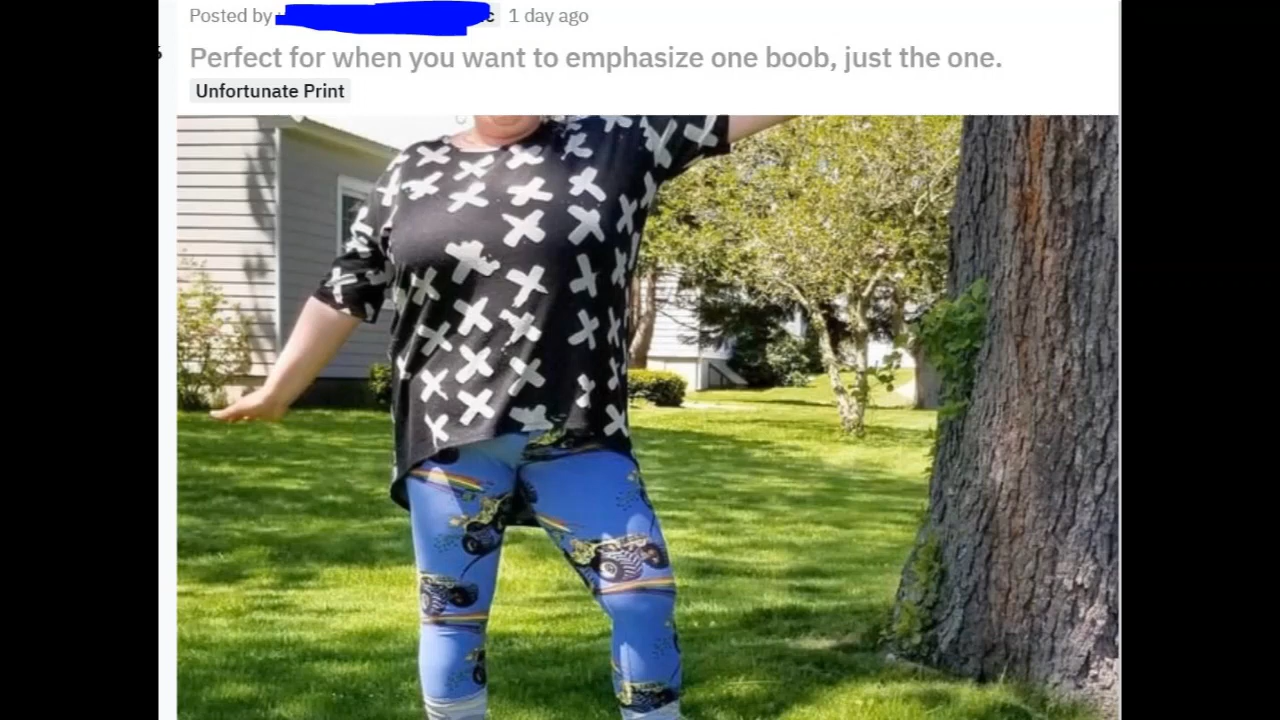 Posted by c 1 day ago
Perfect for when you want to emphasize one boob, just the one.
Unfortunate Print